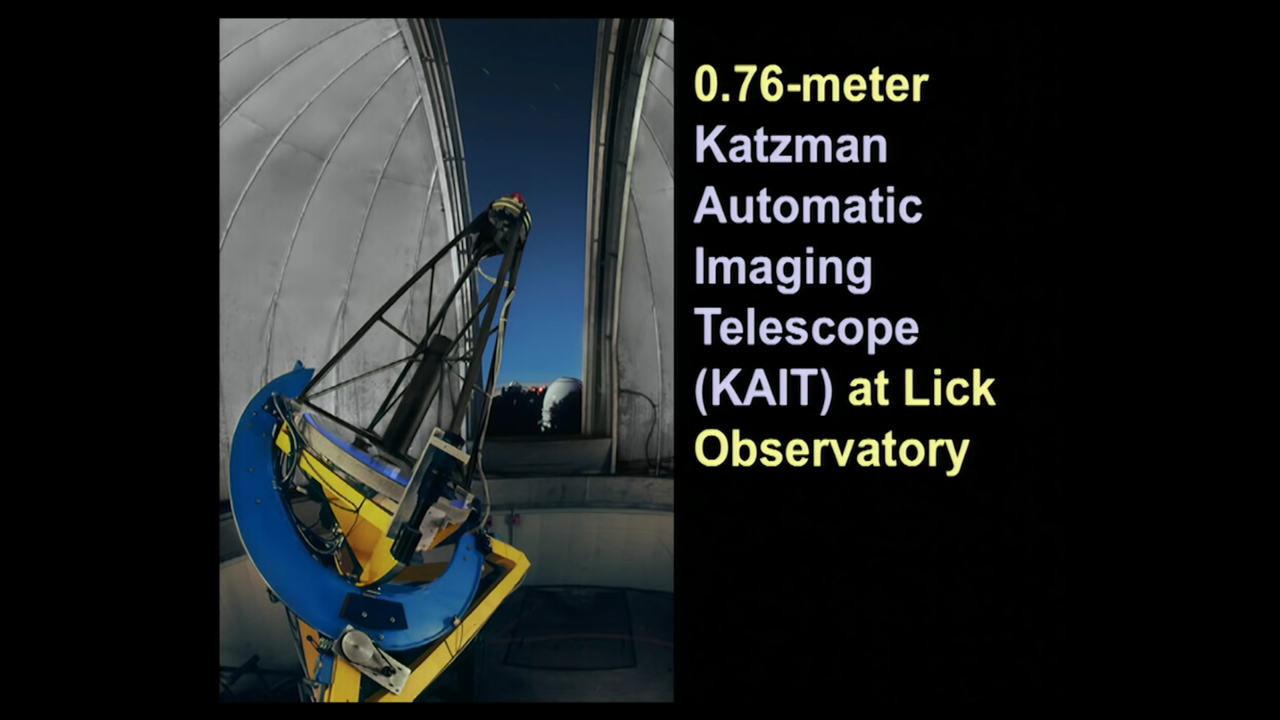 0.76-meter
Katzman
Automatic
Imaging
Telescope
(KAIT) at Lick
Observatory